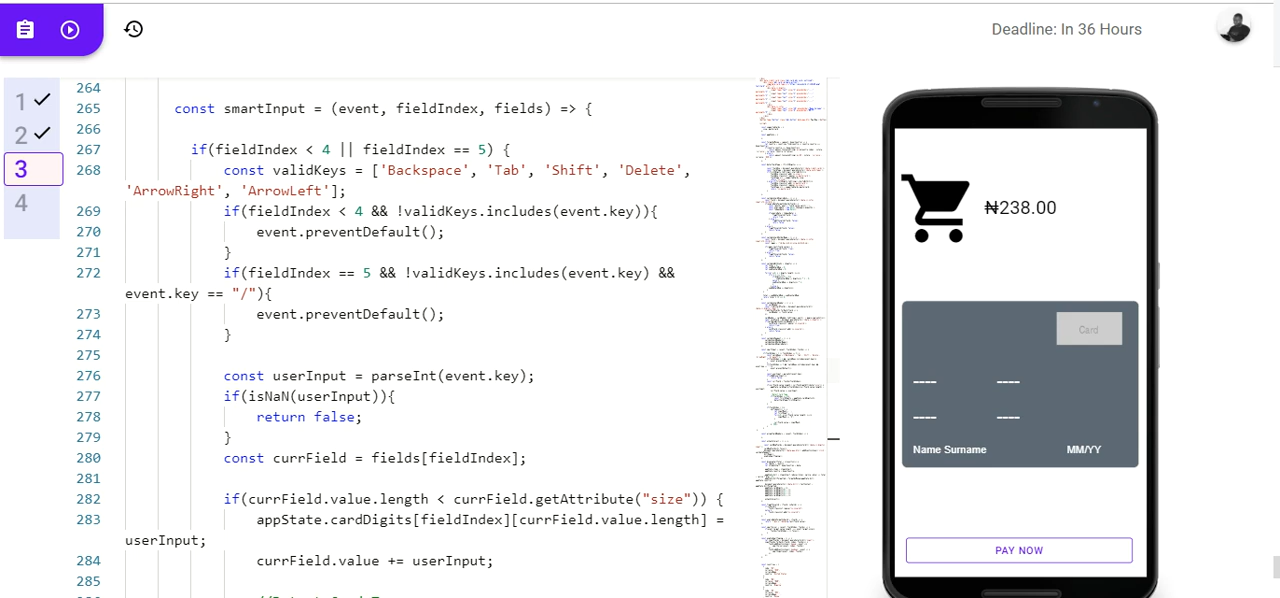 Deadline: In 36 Hours
1
2
3
4
264
265 const smartInput = (event, fieldIndex, fields) => {
266
267 if(fieldIndex < 4 || fieldIndex == 5) {
268 const validKeys = ['Backspace', 'Tab', 'Shift', 'Delete',
'ArrowRight', 'ArrowLeft'];
269 if(fieldIndex < 4 && !validKeys.includes(event.key)){
270 event.preventDefault();
271 }
272 if(fieldIndex == 5 && !validKeys.includes(event.key) &&
event.key == "/"){
273 event.preventDefault();
274 }
275
276 const userInput = parseInt(event.key);
277 if(isNaN(userInput)){
278 return false;
279 }
280 const currField = fields[fieldIndex];
281
282 if(currField.value.length < currField.getAttribute("size")) {
283 appState.cardDigits[fieldIndex][currField.value.length] =
userInput;
284 currField.value += userInput;
285
₦238.00
Card
---- ----
---- ----
Name Surname MM/YY
PAY NOW